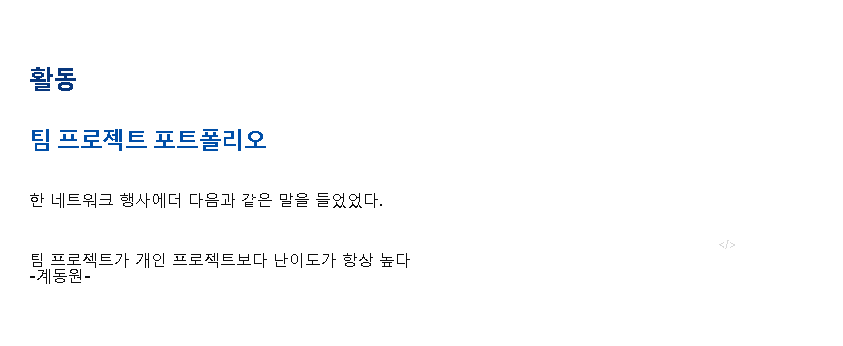 활동
팀 프로젝트 포트폴리오
한 네트워크 행사에더 다음과 같은 말을 들었었다.
</>
팀 프로젝트가 개인 프로젝트보다 난이도가 항상 높다
-계동원-